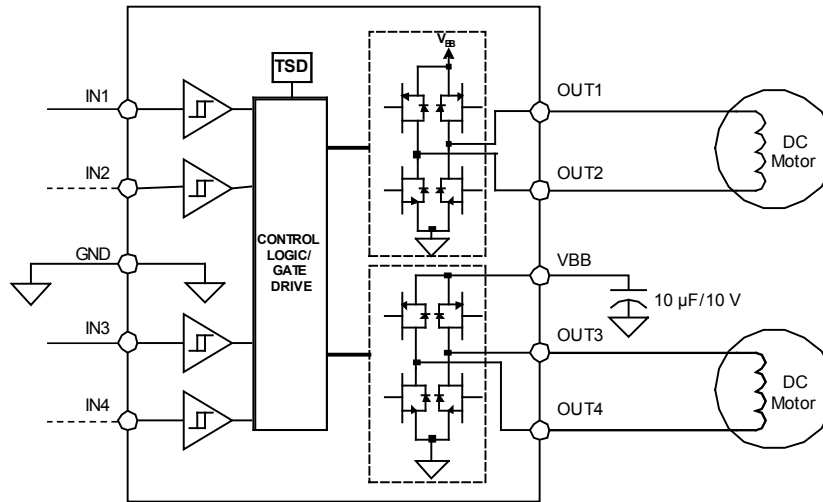 V_BB
TSD
IN1
OUT1
DC
Motor
IN2
OUT2
GND
CONTROL
LOGIC/
GATE
DRIVE
VBB
10 µF/10 V
IN3
OUT3
DC
Motor
IN4
OUT4